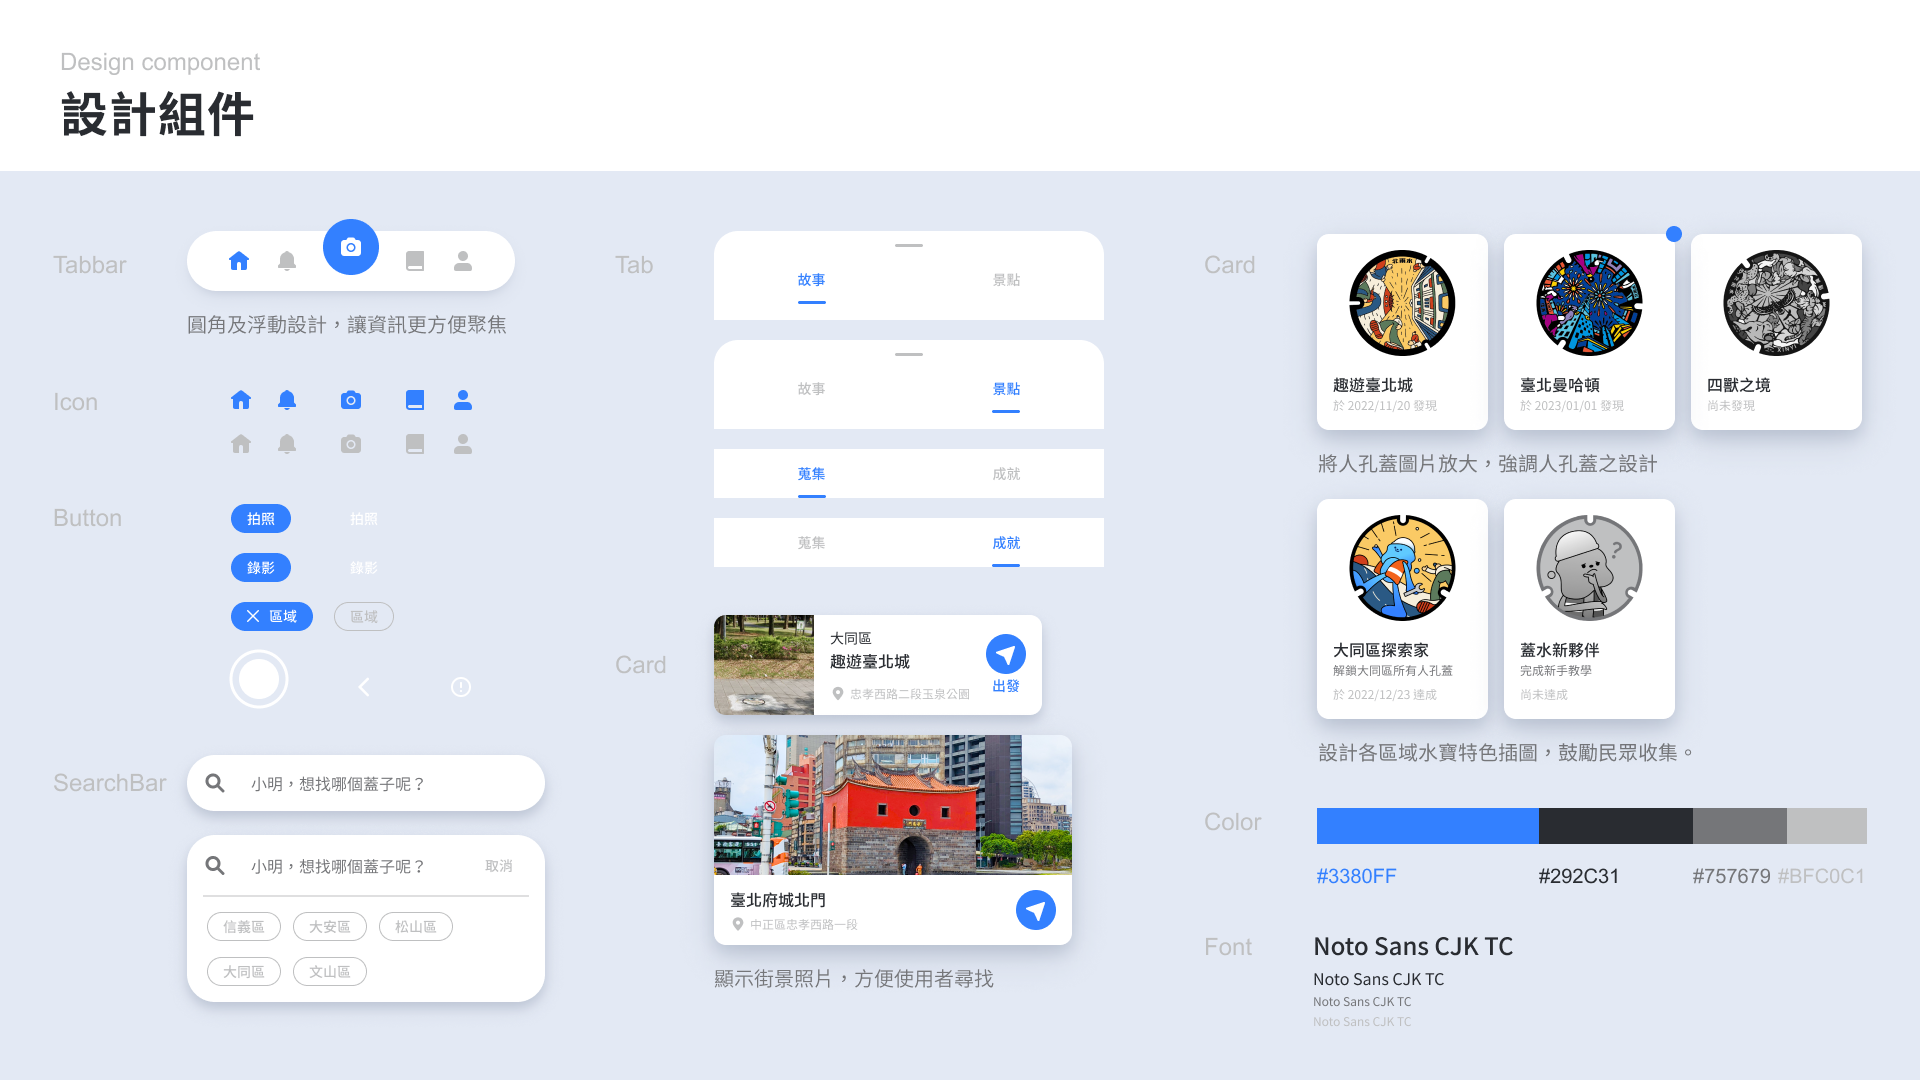 Design component
設計組件
Tabbar
圓角及浮動設計，讓資訊更方便聚焦
Icon
Button
拍照
拍照
錄影
錄影
區域
區域
SearchBar
小明，想找哪個蓋子呢？
小明，想找哪個蓋子呢？
取消
信義區
大安區
松山區
大同區
文山區
Tab
故事
景點
故事
景點
蒐集
成就
蒐集
成就
Card
大同區
趣遊臺北城
忠孝西路二段玉泉公園
出發
臺北府城北門
中正區忠孝西路一段
顯示街景照片，方便使用者尋找
Card
北雨水
趣遊臺北城
於 2022/11/20 發現
臺北曼哈頓
於 2023/01/01 發現
XINYI
四獸之境
尚未發現
將人孔蓋圖片放大，強調人孔蓋之設計
大同區探索家
解鎖大同區所有人孔蓋
於 2022/12/23 達成
?
蓋水新夥伴
完成新手教學
尚未達成
設計各區域水寶特色插圖，鼓勵民眾收集。
Color
#3380FF
#292C31
#757679
#BFC0C1
Font
Noto Sans CJK TC
Noto Sans CJK TC
Noto Sans CJK TC
Noto Sans CJK TC